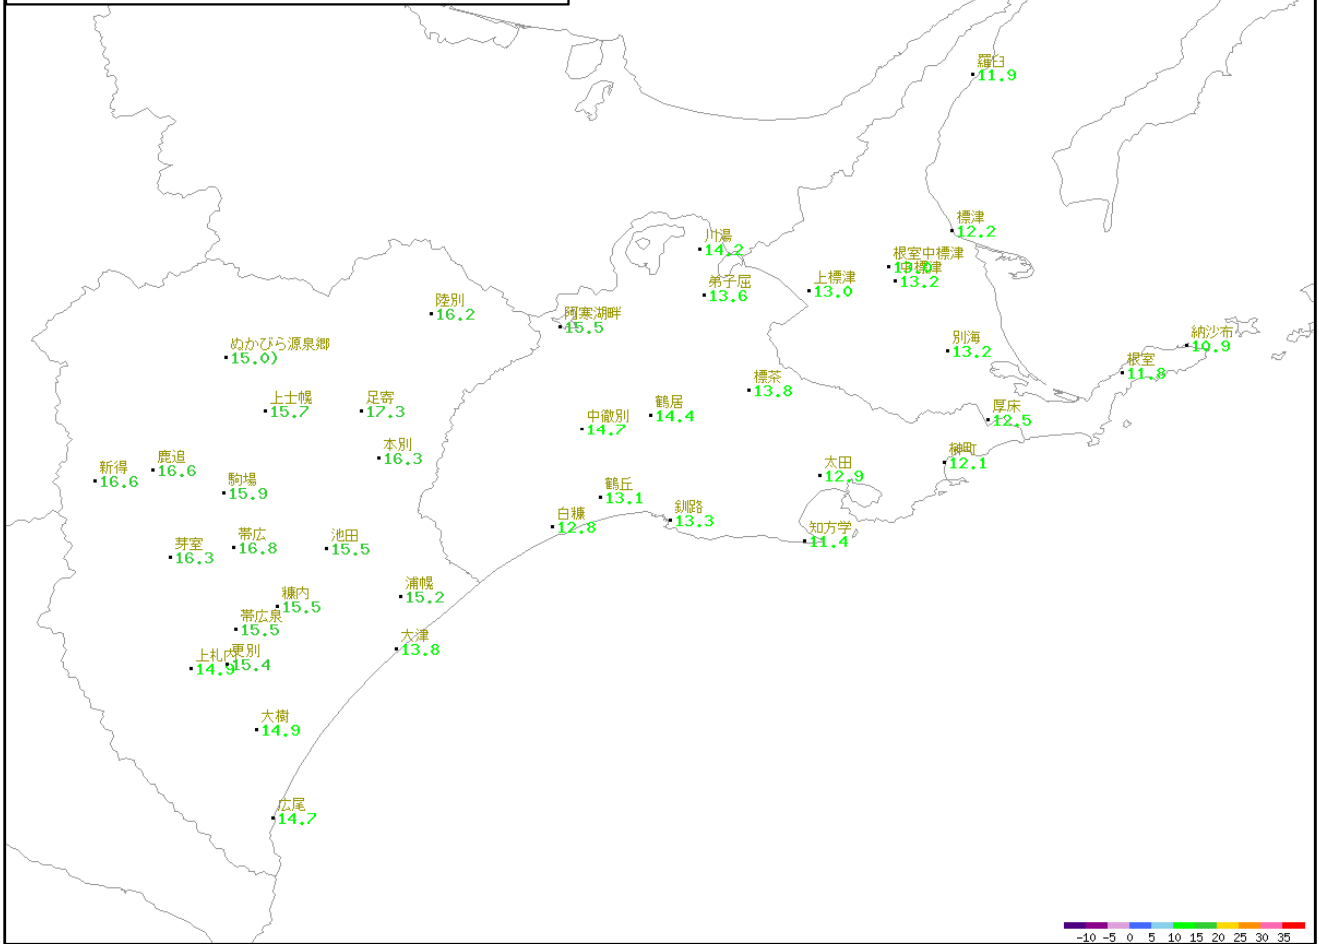 羅臼
11.9
標津
12.2
川湯
14.2
根室中標津
中標津
13.2
上標津
13.0
弟子屈
13.6
陸別
16.2
阿寒湖畔
15.5
納沙布
10.9
ぬかびら源泉郷
15.0)
別海
13.2
根室
11.8
標茶
13.8
上士幌
15.7
足寄
17.3
鶴居
14.4
厚床
12.5
中徹別
14.7
本別
16.3
榊町
12.1
鹿追
16.6
新得
16.6
太田
12.9
駒場
15.9
鶴丘
13.1
釧路
13.3
白糠
12.8
知方学
11.4
帯広
16.8
池田
15.5
芽室
16.3
浦幌
15.2
糠内
15.5
帯広泉
15.5
大津
13.8
上札内
14.9
更別
15.4
大樹
14.9
広尾
14.7
-10 -5 0 5 10 15 20 25 30 35